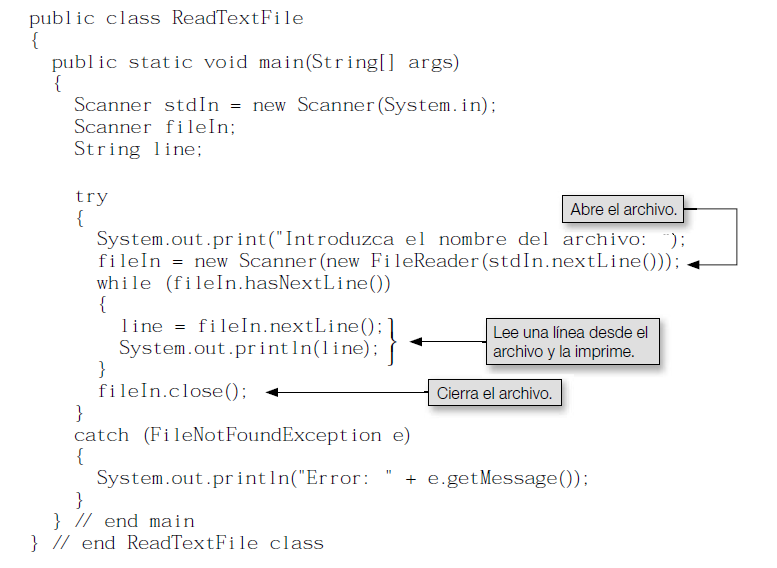 public class ReadTextFile
{
public static void main(String[] args)
{
Scanner stdIn = new Scanner(System.in);
Scanner fileIn;
String line;
try
{
Abre el archivo.
System.out.print("Introduzca el nombre del archivo: ¨);
fileIn = new Scanner(new FileReader(stdIn.nextLine()));
while (fileIn.hasNextLine())
{
line = fileIn.nextLine();
System.out.println(line);
Lee una línea desde el
archivo y la imprime.
}
fileIn.close();
Cierra el archivo.
}
catch (FileNotFoundException e)
{
System.out.println("Error: " + e.getMessage());
}
} // end main
} // end ReadTextFile class